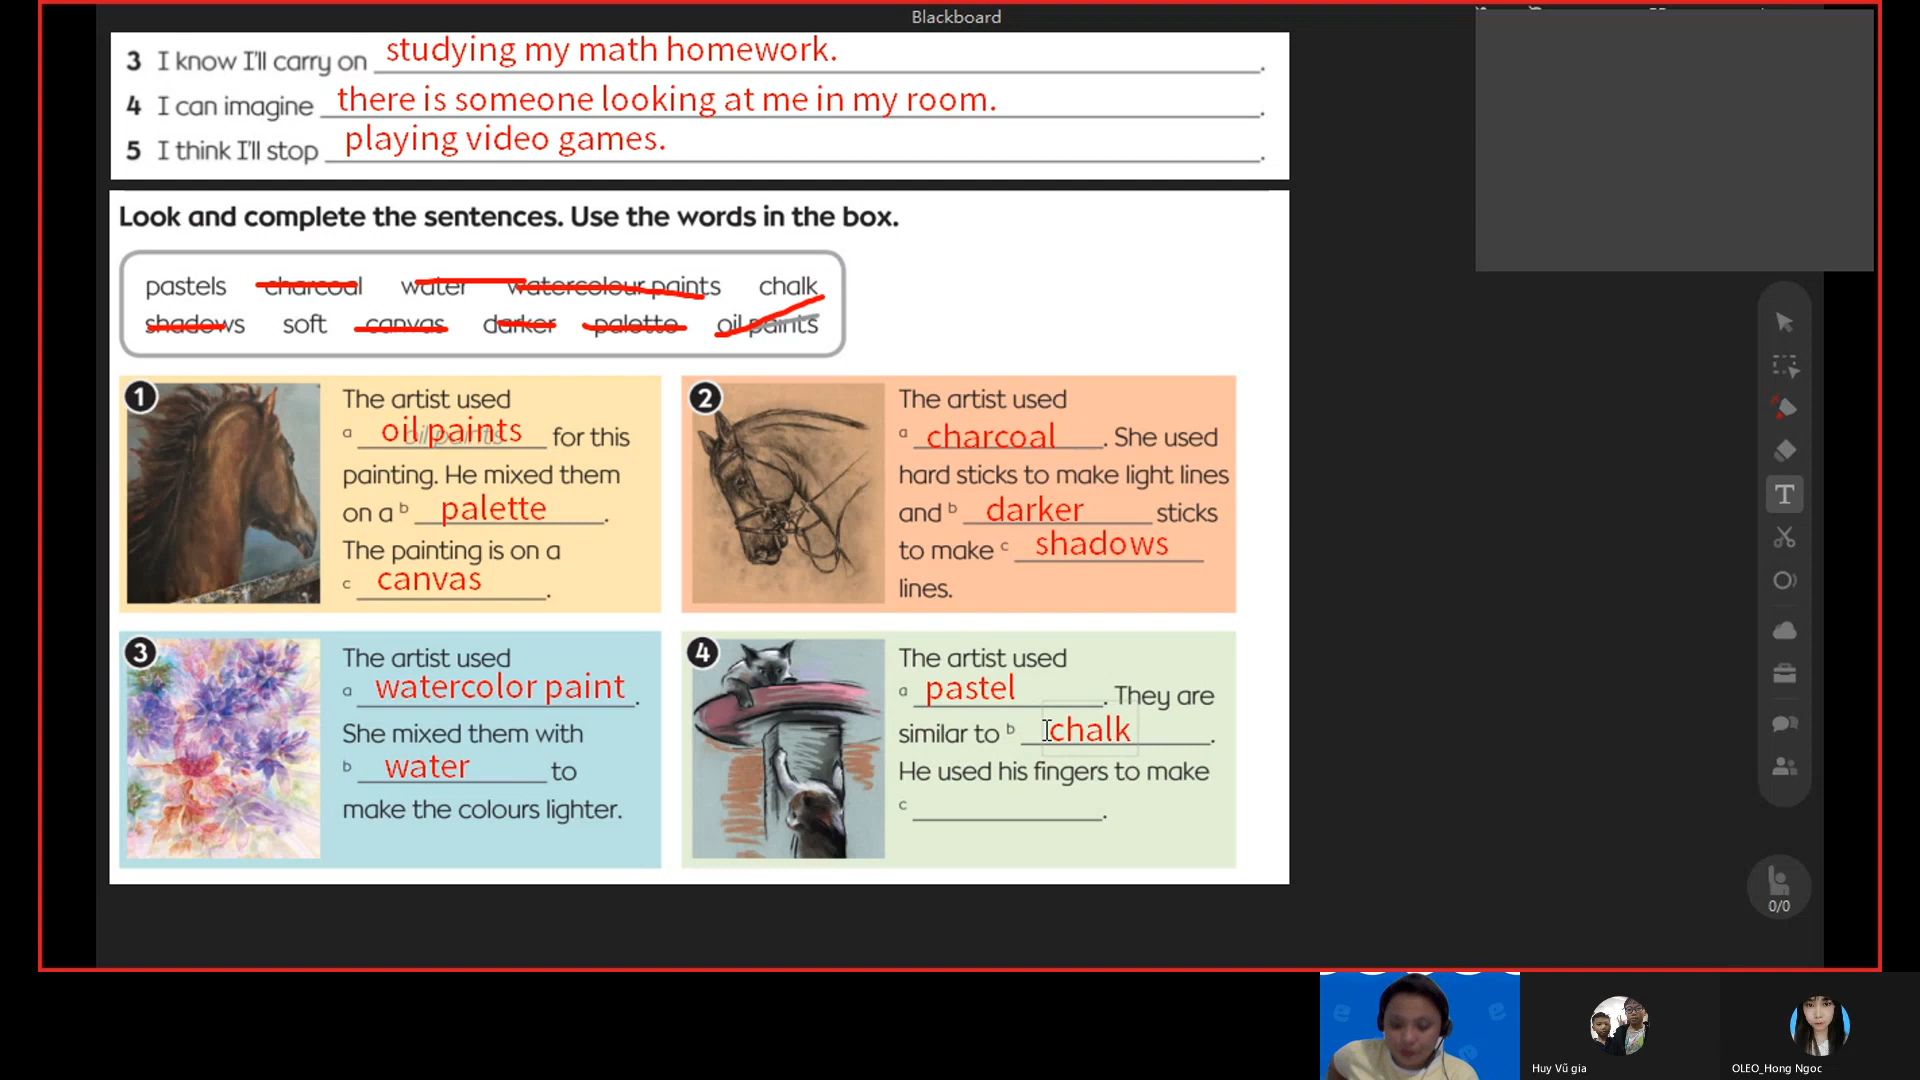 Blackboard
3 I know I'll carry on studying my math homework. .
4 I can imagine there is someone looking at me in my room. .
5 I think I'll stop playing video games. .
Look and complete the sentences. Use the words in the box.
pastels charcoal water watercolour paints chalk
shadows soft canvas darker palette oil paints
1
The artist used
a oil paints for this
painting. He mixed them
on a b palette .
The painting is on a
c canvas .
2
The artist used
a charcoal . She used
hard sticks to make light lines
and b darker sticks
to make c shadows
lines.
3
The artist used
a watercolor paint .
She mixed them with
b water to
make the colours lighter.
4
The artist used
a pastel . They are
similar to b chalk .
He used his fingers to make
c .
T
0/0
Huy Vũ gia
OLEO_Hong Ngoc